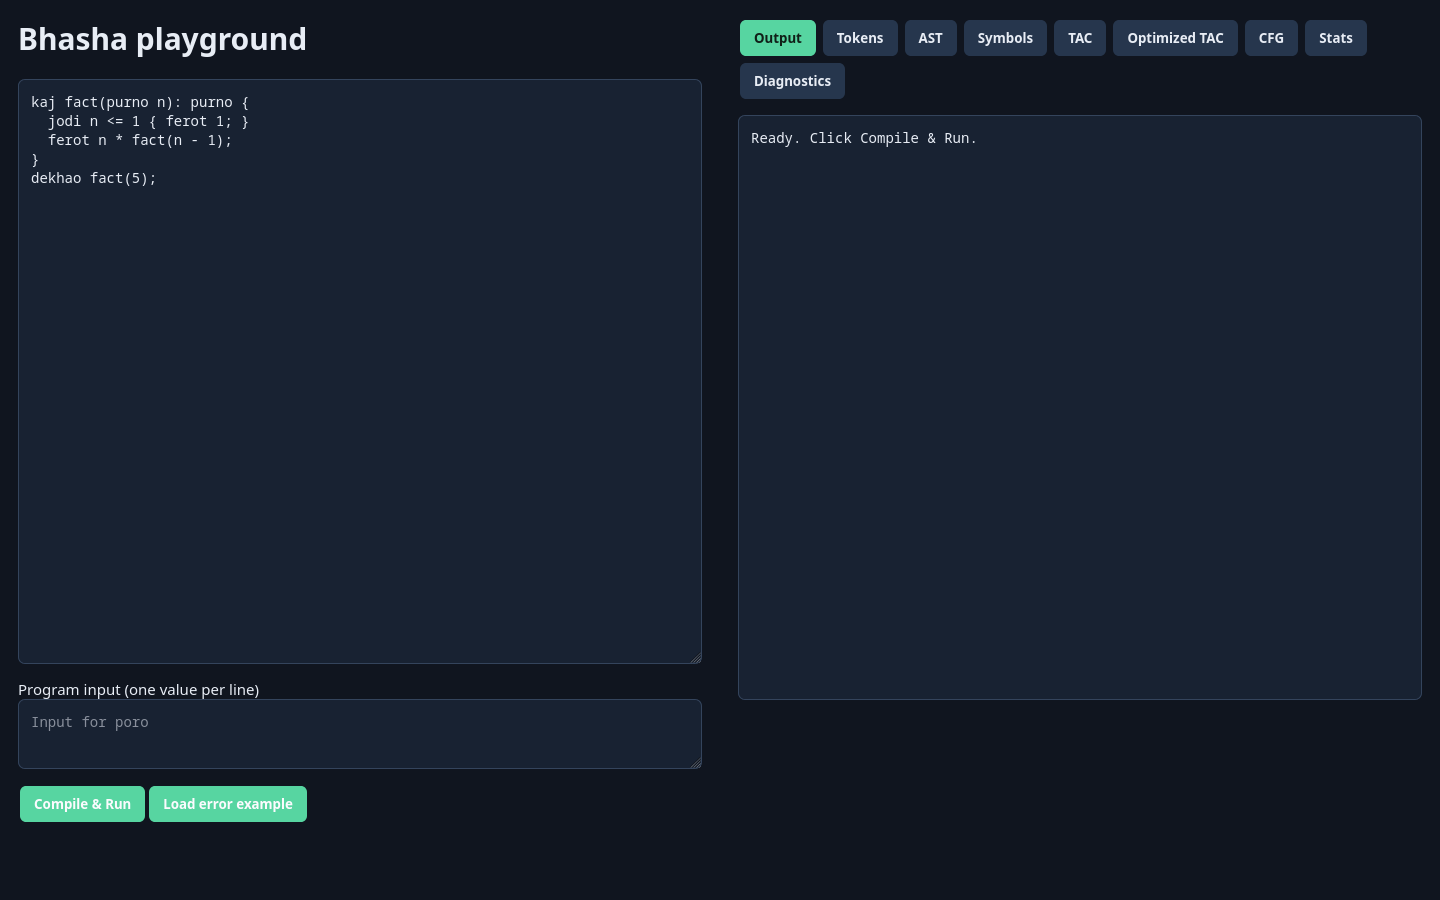 Bhasha playground
kaj fact(purno n): purno {
  jodi n <= 1 { ferot 1; }
  ferot n * fact(n - 1);
}
dekhao fact(5);
Program input (one value per line)
Input for poro
Compile & Run Load error example
Output Tokens AST Symbols TAC Optimized TAC CFG Stats
Diagnostics
Ready. Click Compile & Run.